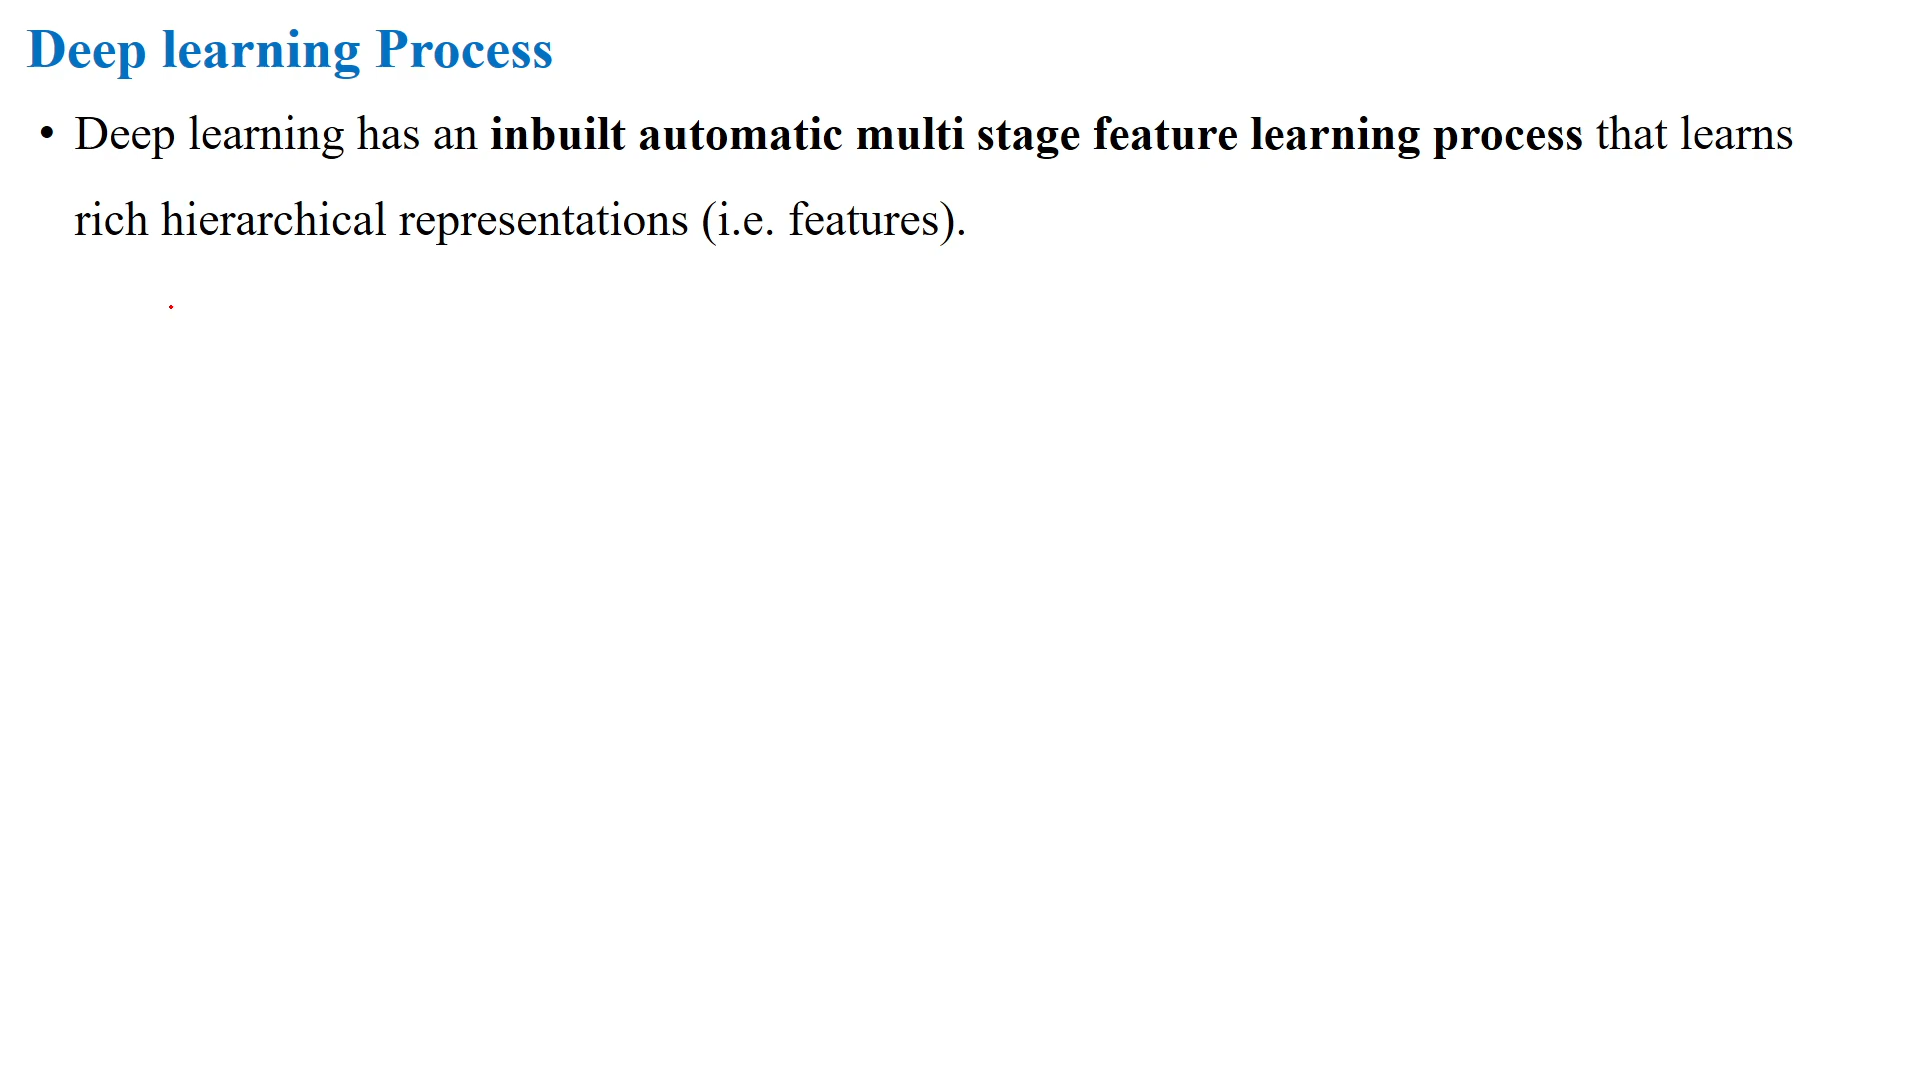 Deep learning Process
• Deep learning has an inbuilt automatic multi stage feature learning process that learns
rich hierarchical representations (i.e. features).